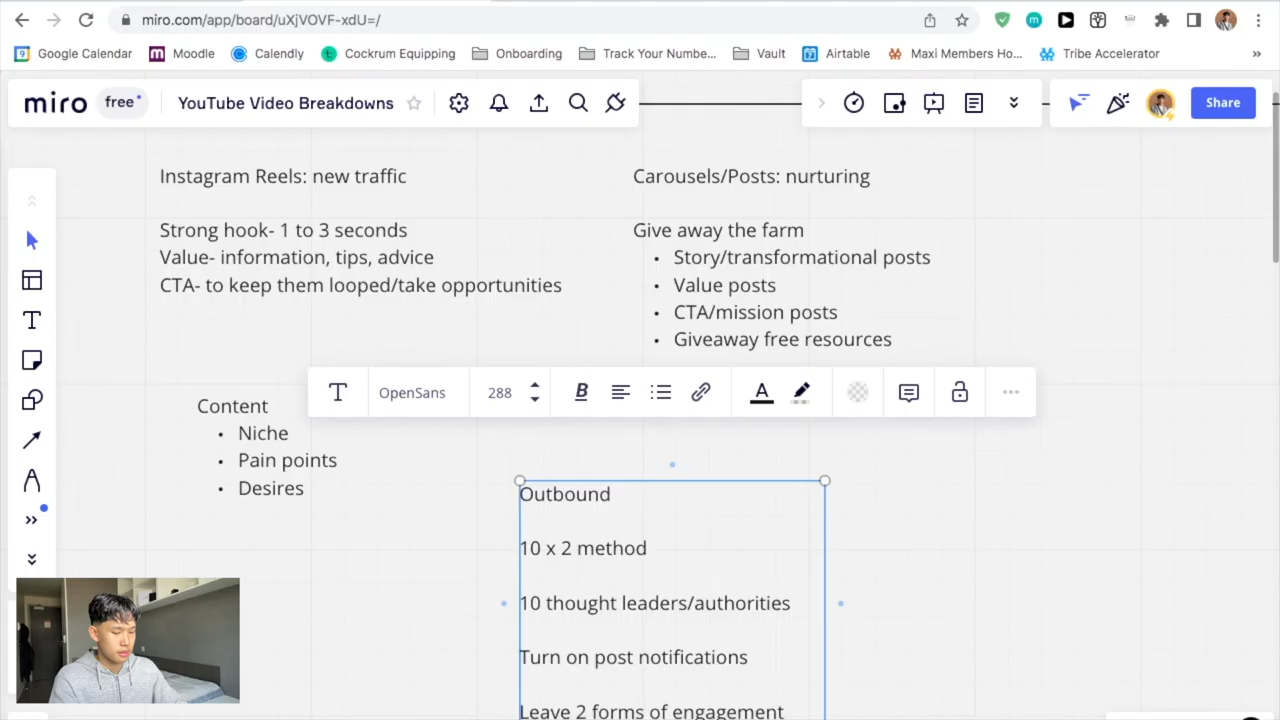 miro.com/app/board/uXjVOVF-xdU=/
Google Calendar
Moodle
Calendly
Cockrum Equipping
Onboarding
Track Your Numbe...
Vault
Airtable
Maxi Members Ho...
Tribe Accelerator
»
miro
free
YouTube Video Breakdowns
Share
Instagram Reels: new traffic
Strong hook- 1 to 3 seconds
Value- information, tips, advice
CTA- to keep them looped/take opportunities
Carousels/Posts: nurturing
Give away the farm
• Story/transformational posts
• Value posts
• CTA/mission posts
• Giveaway free resources
OpenSans
288
Content
• Niche
• Pain points
• Desires
Outbound
10 x 2 method
10 thought leaders/authorities
Turn on post notifications
Leave 2 forms of engagement